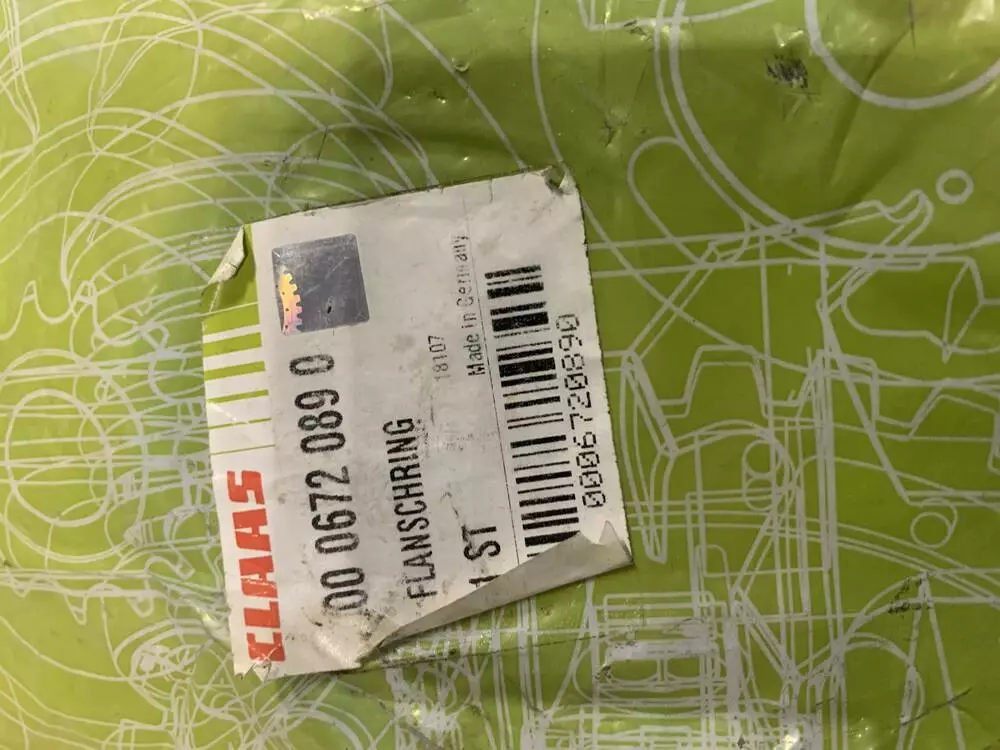 CLAAS
00 0672 089 0
FLANSCHRING
18107
1 ST
Made in Germany
0006720890